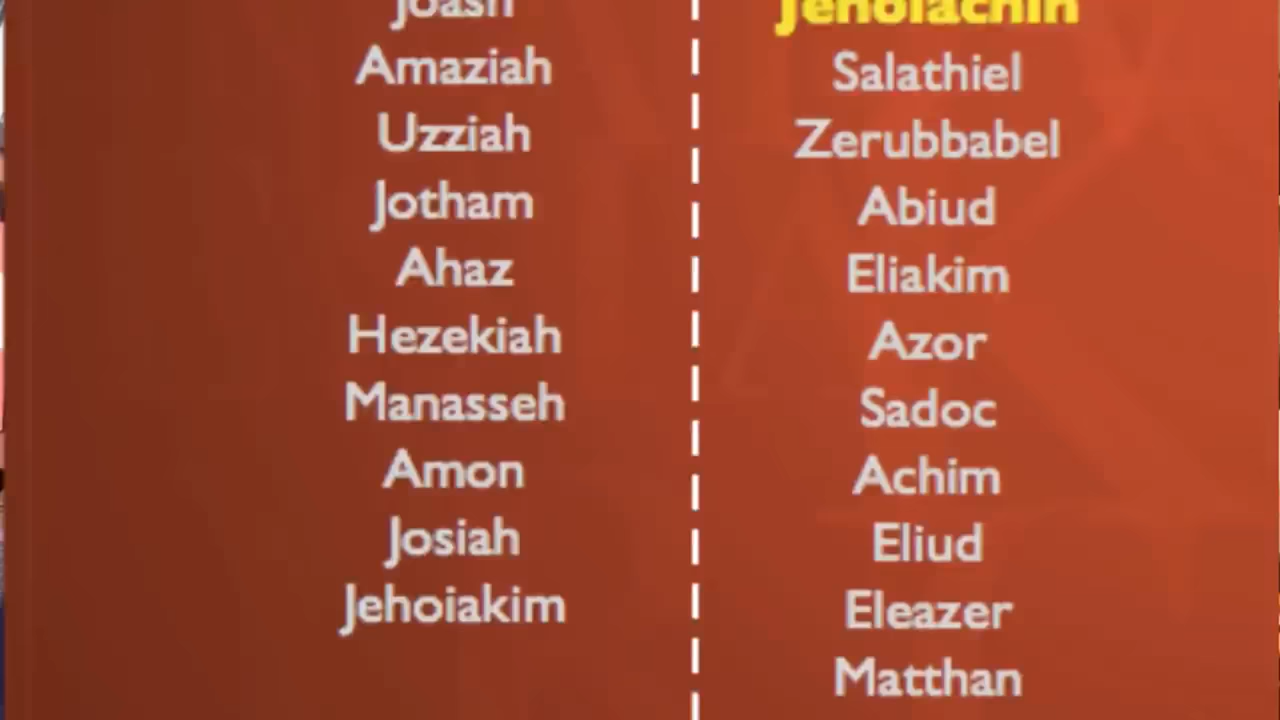 Joash
Amaziah
Uzziah
Jotham
Ahaz
Hezekiah
Manasseh
Amon
Josiah
Jehoiakim
Jehoiachin
Salathiel
Zerubbabel
Abiud
Eliakim
Azor
Sadoc
Achim
Eliud
Eleazer
Matthan